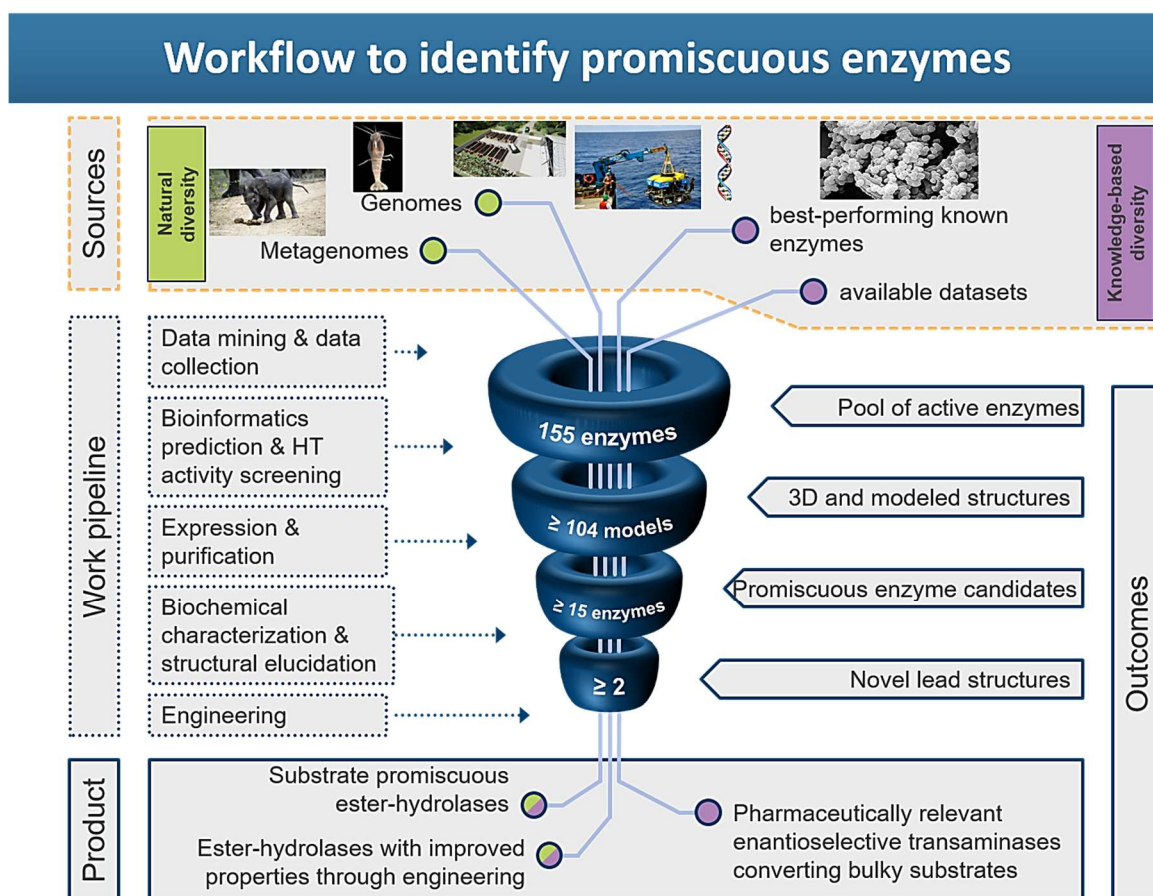 Workflow to identify promiscuous enzymes
Sources
Natural
diversity
Genomes
Metagenomes
best-performing known
enzymes
available datasets
Knowledge-based
diversity
Work pipeline
Data mining & data
collection
Bioinformatics
prediction & HT
activity screening
Expression &
purification
Biochemical
characterization &
structural elucidation
Engineering
155 enzymes
≥ 104 models
≥ 15 enzymes
≥ 2
Pool of active enzymes
3D and modeled structures
Promiscuous enzyme candidates
Novel lead structures
Outcomes
Product
Substrate promiscuous
ester-hydrolases
Ester-hydrolases with improved
properties through engineering
Pharmaceutically relevant
enantioselective transaminases
converting bulky substrates